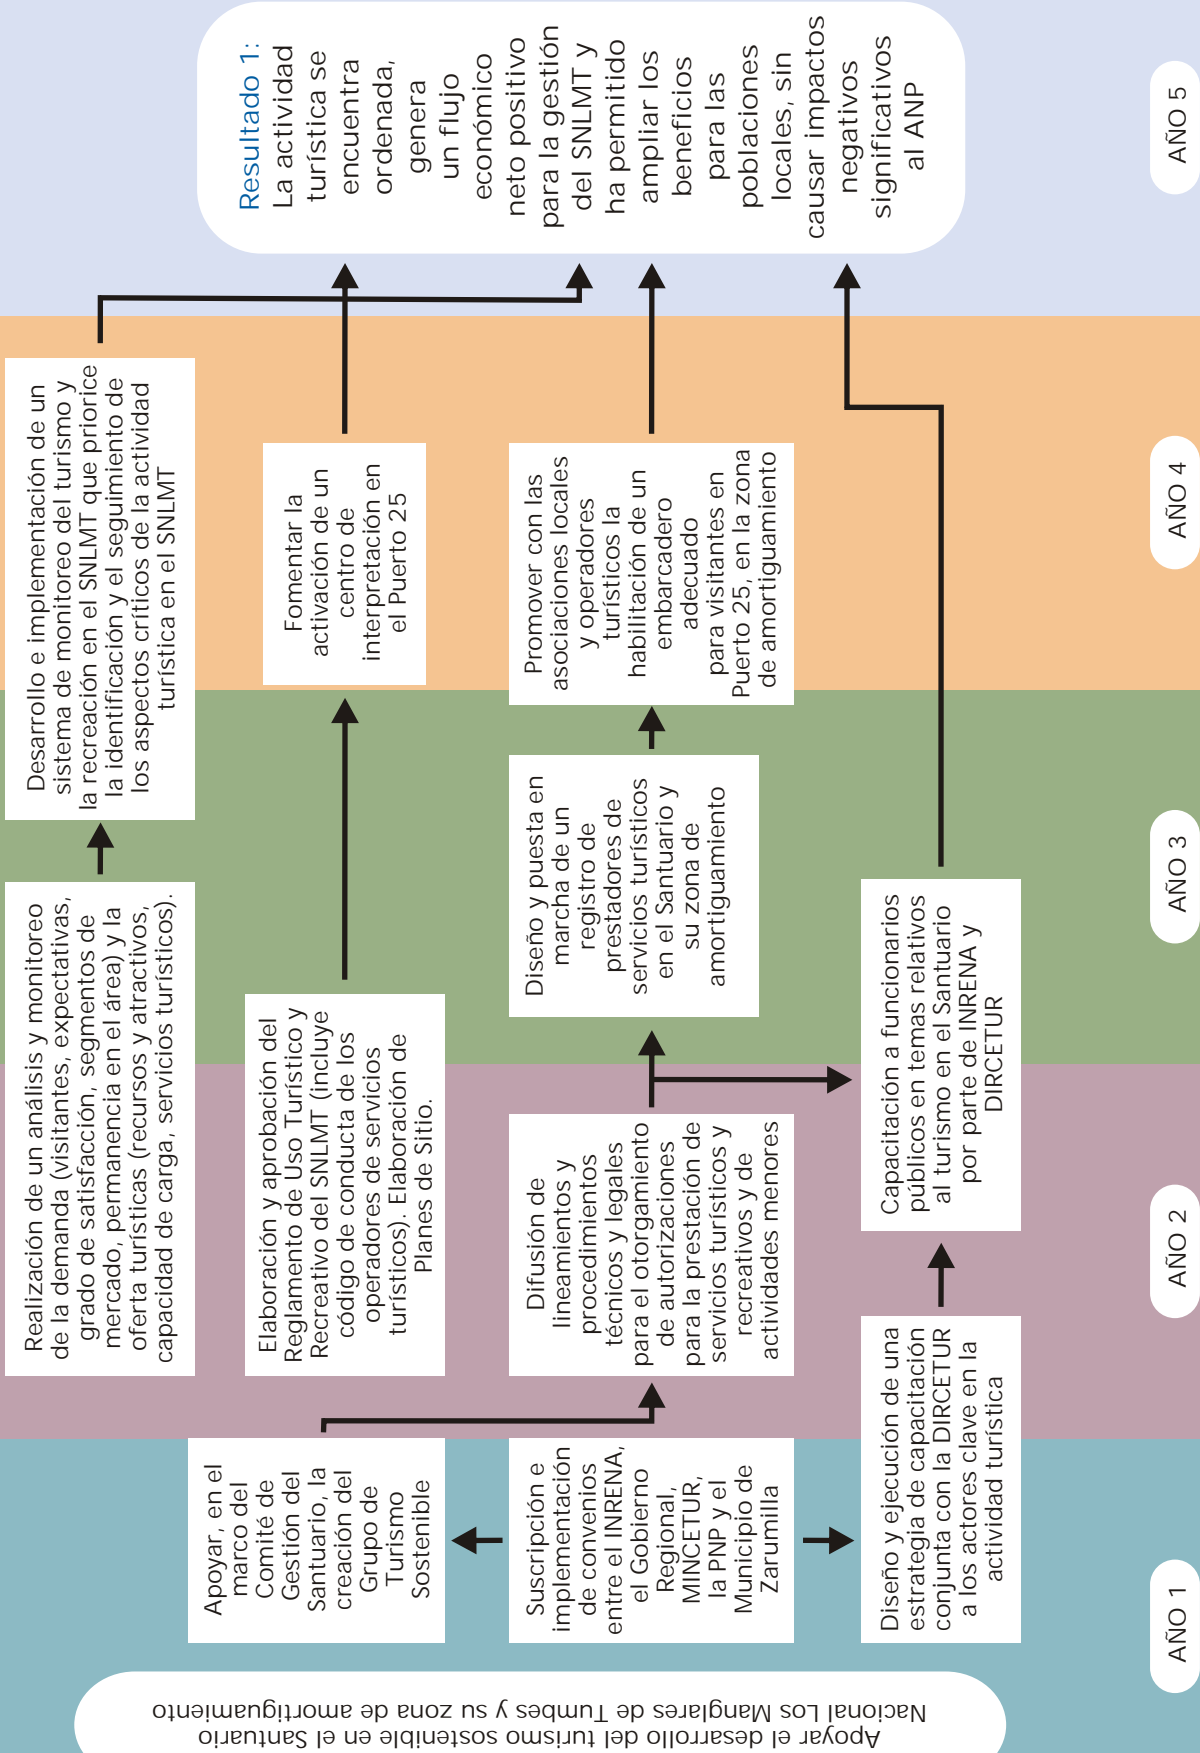 Apoyar el desarrollo del turismo sostenible en el Santuario
Nacional Los Manglares de Tumbes y su zona de amortiguamiento
Apoyar, en el
marco del
Comité de
Gestión del
Santuario, la
creación del
Grupo de
Turismo
Sostenible
Suscripción e
implementación
de convenios
entre el INRENA,
el Gobierno
Regional,
MINCETUR,
la PNP y el
Municipio de
Zarumilla
Diseño y ejecución de una
estrategia de capacitación
conjunta con la DIRCETUR
a los actores clave en la
actividad turística
Realización de un análisis y monitoreo
de la demanda (visitantes, expectativas,
grado de satisfacción, segmentos de
mercado, permanencia en el área) y la
oferta turísticas (recursos y atractivos,
capacidad de carga, servicios turísticos).
Elaboración y aprobación del
Reglamento de Uso Turístico y
Recreativo del SNLMT (incluye
código de conducta de los
operadores de servicios
turísticos). Elaboración de
Planes de Sitio.
Difusión de
lineamientos y
procedimientos
técnicos y legales
para el otorgamiento
de autorizaciones
para la prestación de
servicios turísticos y
recreativos y de
actividades menores
Capacitación a funcionarios
públicos en temas relativos
al turismo en el Santuario
por parte de INRENA y
DIRCETUR
Diseño y puesta en
marcha de un
registro de
prestadores de
servicios turísticos
en el Santuario y
su zona de
amortiguamiento
Desarrollo e implementación de un
sistema de monitoreo del turismo y
la recreación en el SNLMT que priorice
la identificación y el seguimiento de
los aspectos críticos de la actividad
turística en el SNLMT
Fomentar la
activación de un
centro de
interpretación en
el Puerto 25
Promover con las
asociaciones locales
y operadores
turísticos la
habilitación de un
embarcadero
adecuado
para visitantes en
Puerto 25, en la zona
de amortiguamiento
Resultado 1:
La actividad
turística se
encuentra
ordenada,
genera
un flujo
económico
neto positivo
para la gestión
del SNLMT y
ha permitido
ampliar los
beneficios
para las
poblaciones
locales, sin
causar impactos
negativos
significativos
al ANP
AÑO 1
AÑO 2
AÑO 3
AÑO 4
AÑO 5